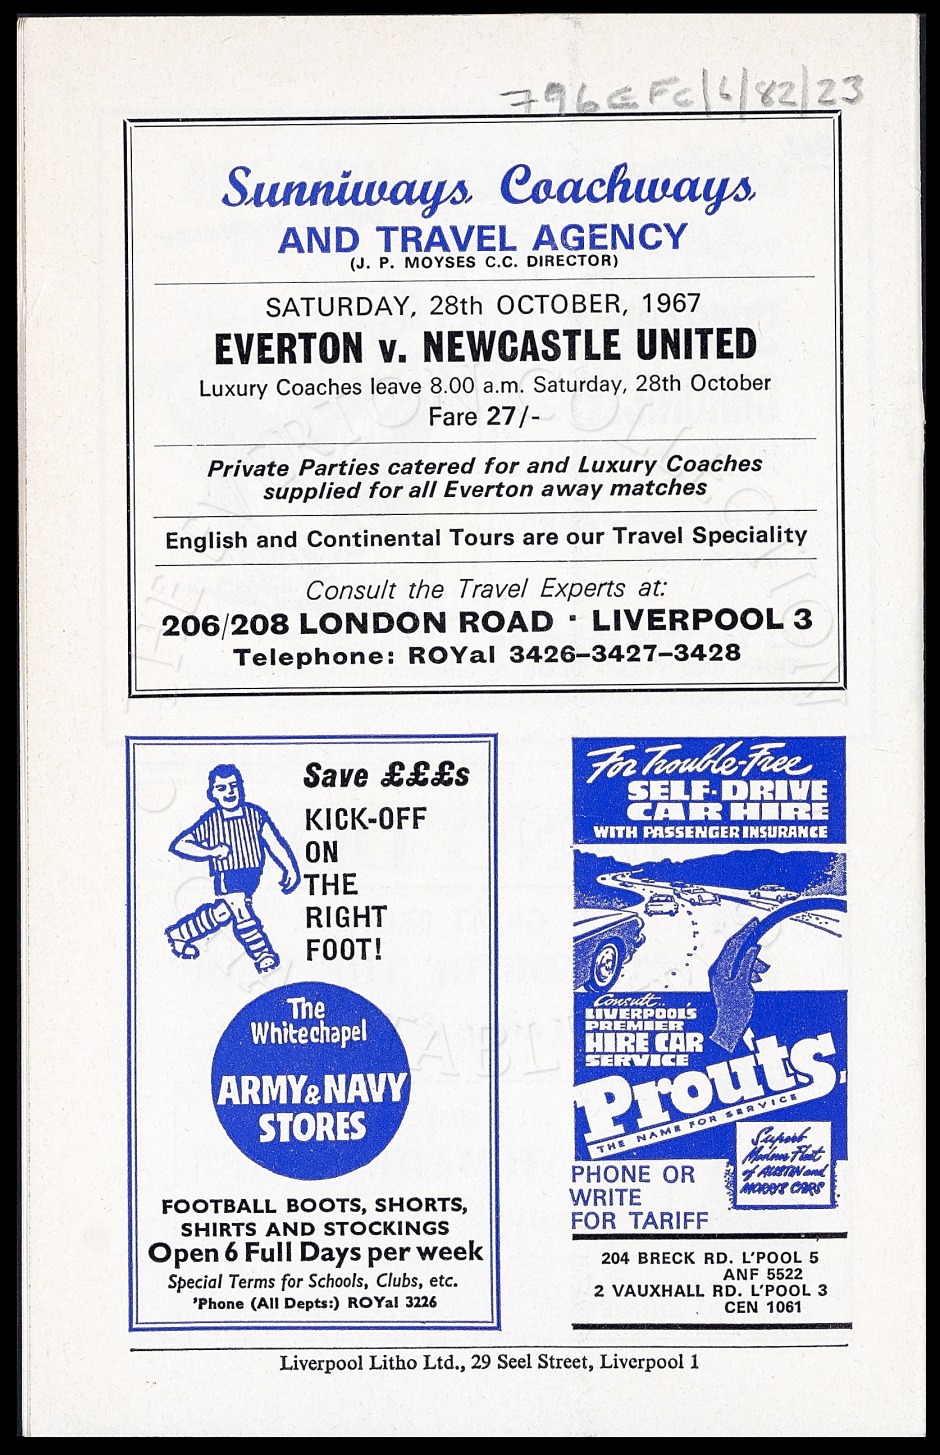 796 EFC/6/82/23
Sunniways Coachways
AND TRAVEL AGENCY
(J. P. MOYSES C.C. DIRECTOR)
SATURDAY, 28th OCTOBER, 1967
EVERTON v. NEWCASTLE UNITED
Luxury Coaches leave 8.00 a.m. Saturday, 28th October
Fare 27/-
Private Parties catered for and Luxury Coaches
supplied for all Everton away matches
English and Continental Tours are our Travel Speciality
Consult the Travel Experts at:
206/208 LONDON ROAD · LIVERPOOL 3
Telephone: ROYal 3426–3427–3428
Save £££s
KICK-OFF
ON
THE
RIGHT
FOOT!
The
Whitechapel
ARMY & NAVY
STORES
FOOTBALL BOOTS, SHORTS,
SHIRTS AND STOCKINGS
Open 6 Full Days per week
Special Terms for Schools, Clubs, etc.
'Phone (All Depts:) ROYal 3226
For Trouble-Free
SELF-DRIVE
CAR HIRE
WITH PASSENGER INSURANCE
Consult..
LIVERPOOL'S
PREMIER
HIRE CAR
SERVICE
Prouts
THE NAME FOR SERVICE
Superb
Modern Fleet
of AUSTIN and
MORRIS CARS
PHONE OR
WRITE
FOR TARIFF
204 BRECK RD. L'POOL 5
ANF 5522
2 VAUXHALL RD. L'POOL 3
CEN 1061
Liverpool Litho Ltd., 29 Seel Street, Liverpool 1
THE EVERTON COLLECTION
CHARITABLE TRUST